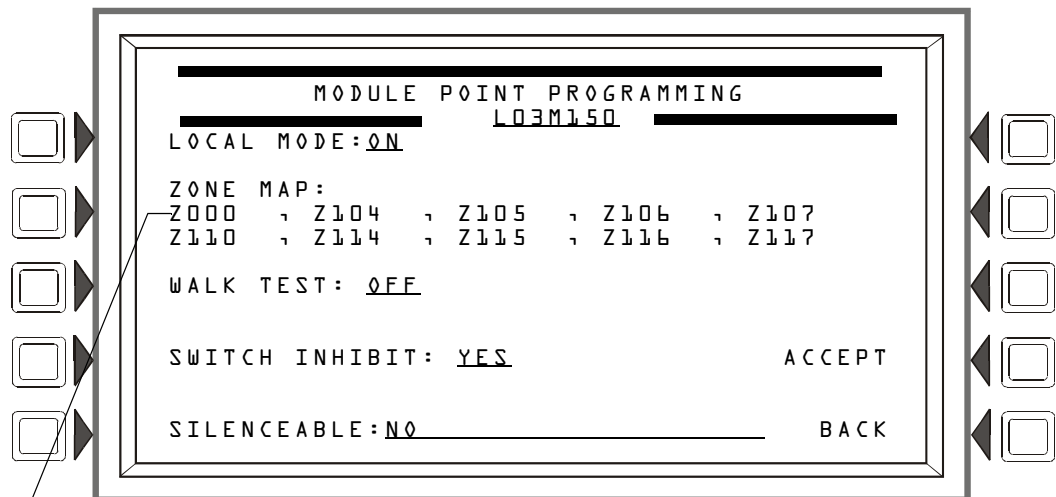 MODULE POINT PROGRAMMING
L03M150
LOCAL MODE:ON
ZONE MAP:
Z000 , Z104 , Z105 , Z106 , Z107
Z110 , Z114 , Z115 , Z116 , Z117
WALK TEST: OFF
SWITCH INHIBIT: YES ACCEPT
SILENCEABLE:NO BACK